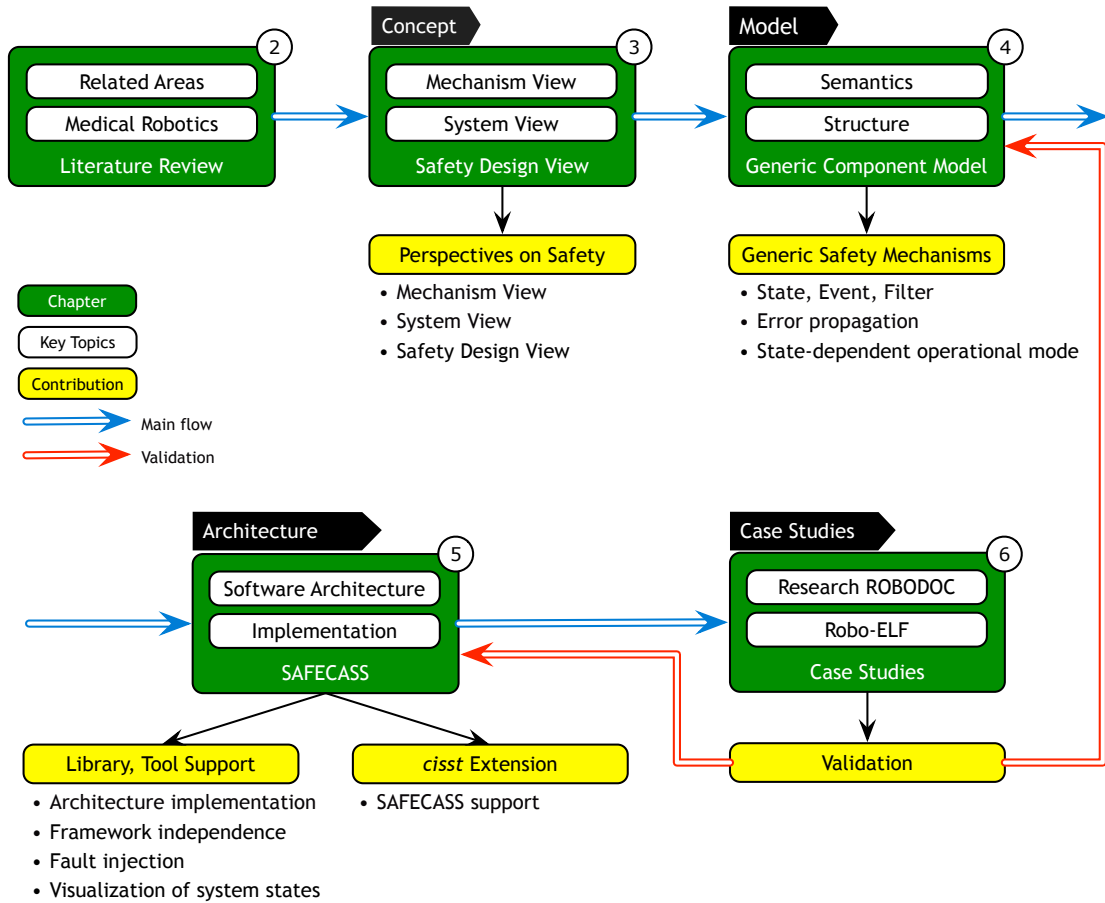 Concept
Model
2
3
4
Related Areas
Medical Robotics
Literature Review
Mechanism View
System View
Safety Design View
Semantics
Structure
Generic Component Model
Perspectives on Safety
• Mechanism View
• System View
• Safety Design View
Generic Safety Mechanisms
• State, Event, Filter
• Error propagation
• State-dependent operational mode
Chapter
Key Topics
Contribution
Main flow
Validation
Architecture
Case Studies
5
6
Software Architecture
Implementation
SAFECASS
Research ROBODOC
Robo-ELF
Case Studies
Library, Tool Support
• Architecture implementation
• Framework independence
• Fault injection
• Visualization of system states
cisst Extension
• SAFECASS support
Validation